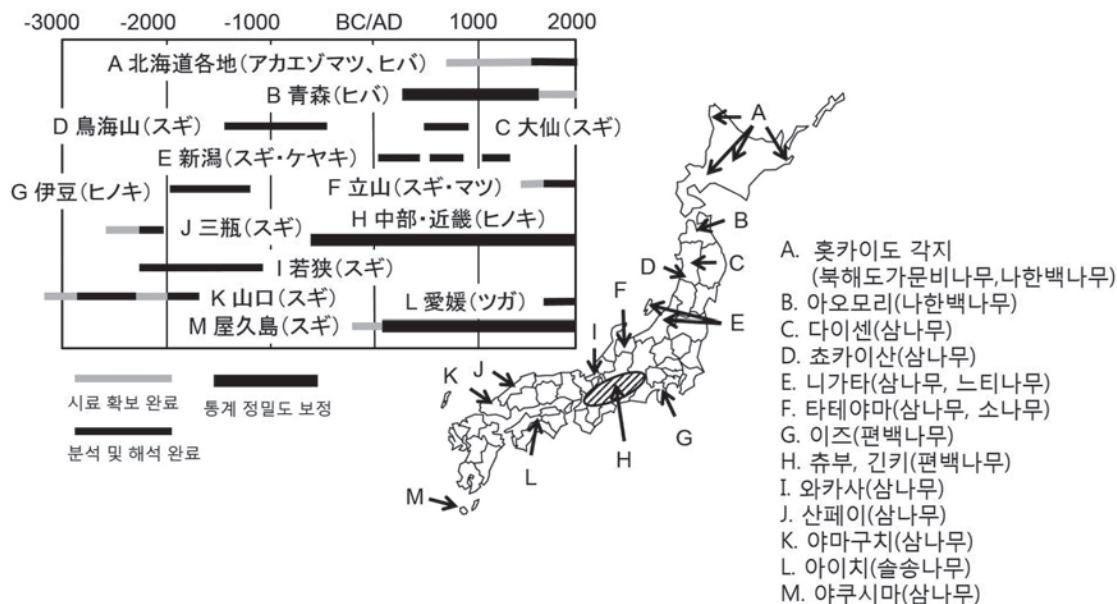 -3000 -2000 -1000 BC/AD 1000 2000
A 北海道各地(アカエゾマツ、ヒバ)
B 青森(ヒバ)
D 鳥海山(スギ) C 大仙(スギ)
E 新潟(スギ・ケヤキ)
G 伊豆(ヒノキ) F 立山(スギ・マツ)
J 三瓶(スギ) H 中部・近畿(ヒノキ)
I 若狭(スギ)
K 山口(スギ) L 愛媛(ツガ)
M 屋久島(スギ)
시료 확보 완료 통계 정밀도 보정
분석 및 해석 완료
A
B
C
D
F
E
I
J
K
G
H
L
M
A. 홋카이도 각지
(북해도가문비나무,나한백나무)
B. 아오모리(나한백나무)
C. 다이센(삼나무)
D. 쵸카이산(삼나무)
E. 니가타(삼나무, 느티나무)
F. 타테야마(삼나무, 소나무)
G. 이즈(편백나무)
H. 츄부, 긴키(편백나무)
I. 와카사(삼나무)
J. 산페이(삼나무)
K. 야마구치(삼나무)
L. 아이치(솔송나무)
M. 야쿠시마(삼나무)